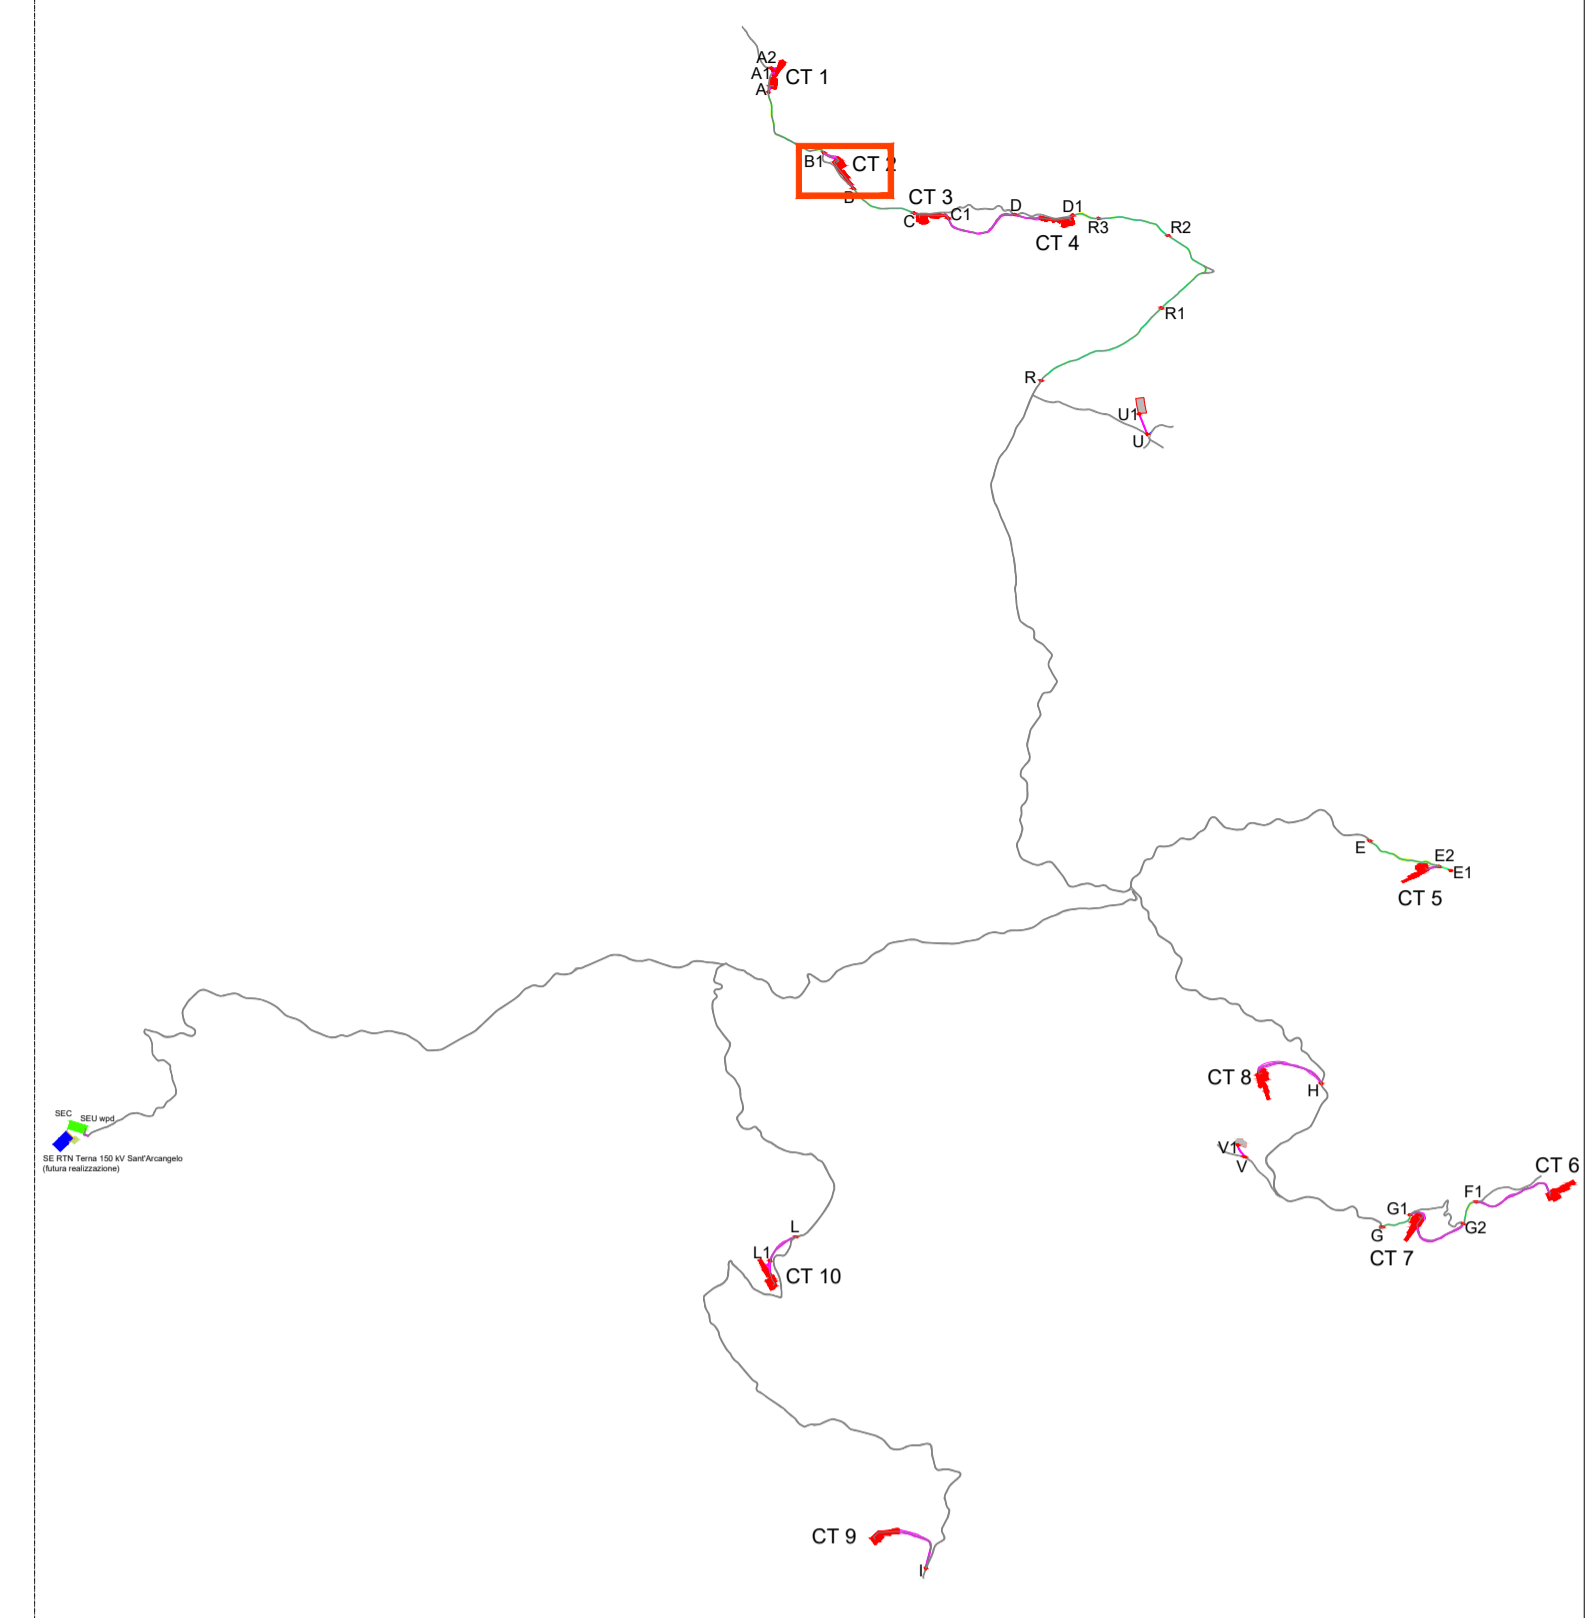 A2
A1
CT 1
A
B1
CT 2
B
CT 3
C
C1
D
D1
R3
R2
CT 4
R1
R
U1
U
E
E2
E1
CT 5
CT 8
H
V1
V
CT 6
F1
G1
G
G2
CT 7
SEC
SEU wpd
SE RTN Terna 150 kV Sant'Arcangelo
(futura realizzazione)
L
L1
CT 10
CT 9
I